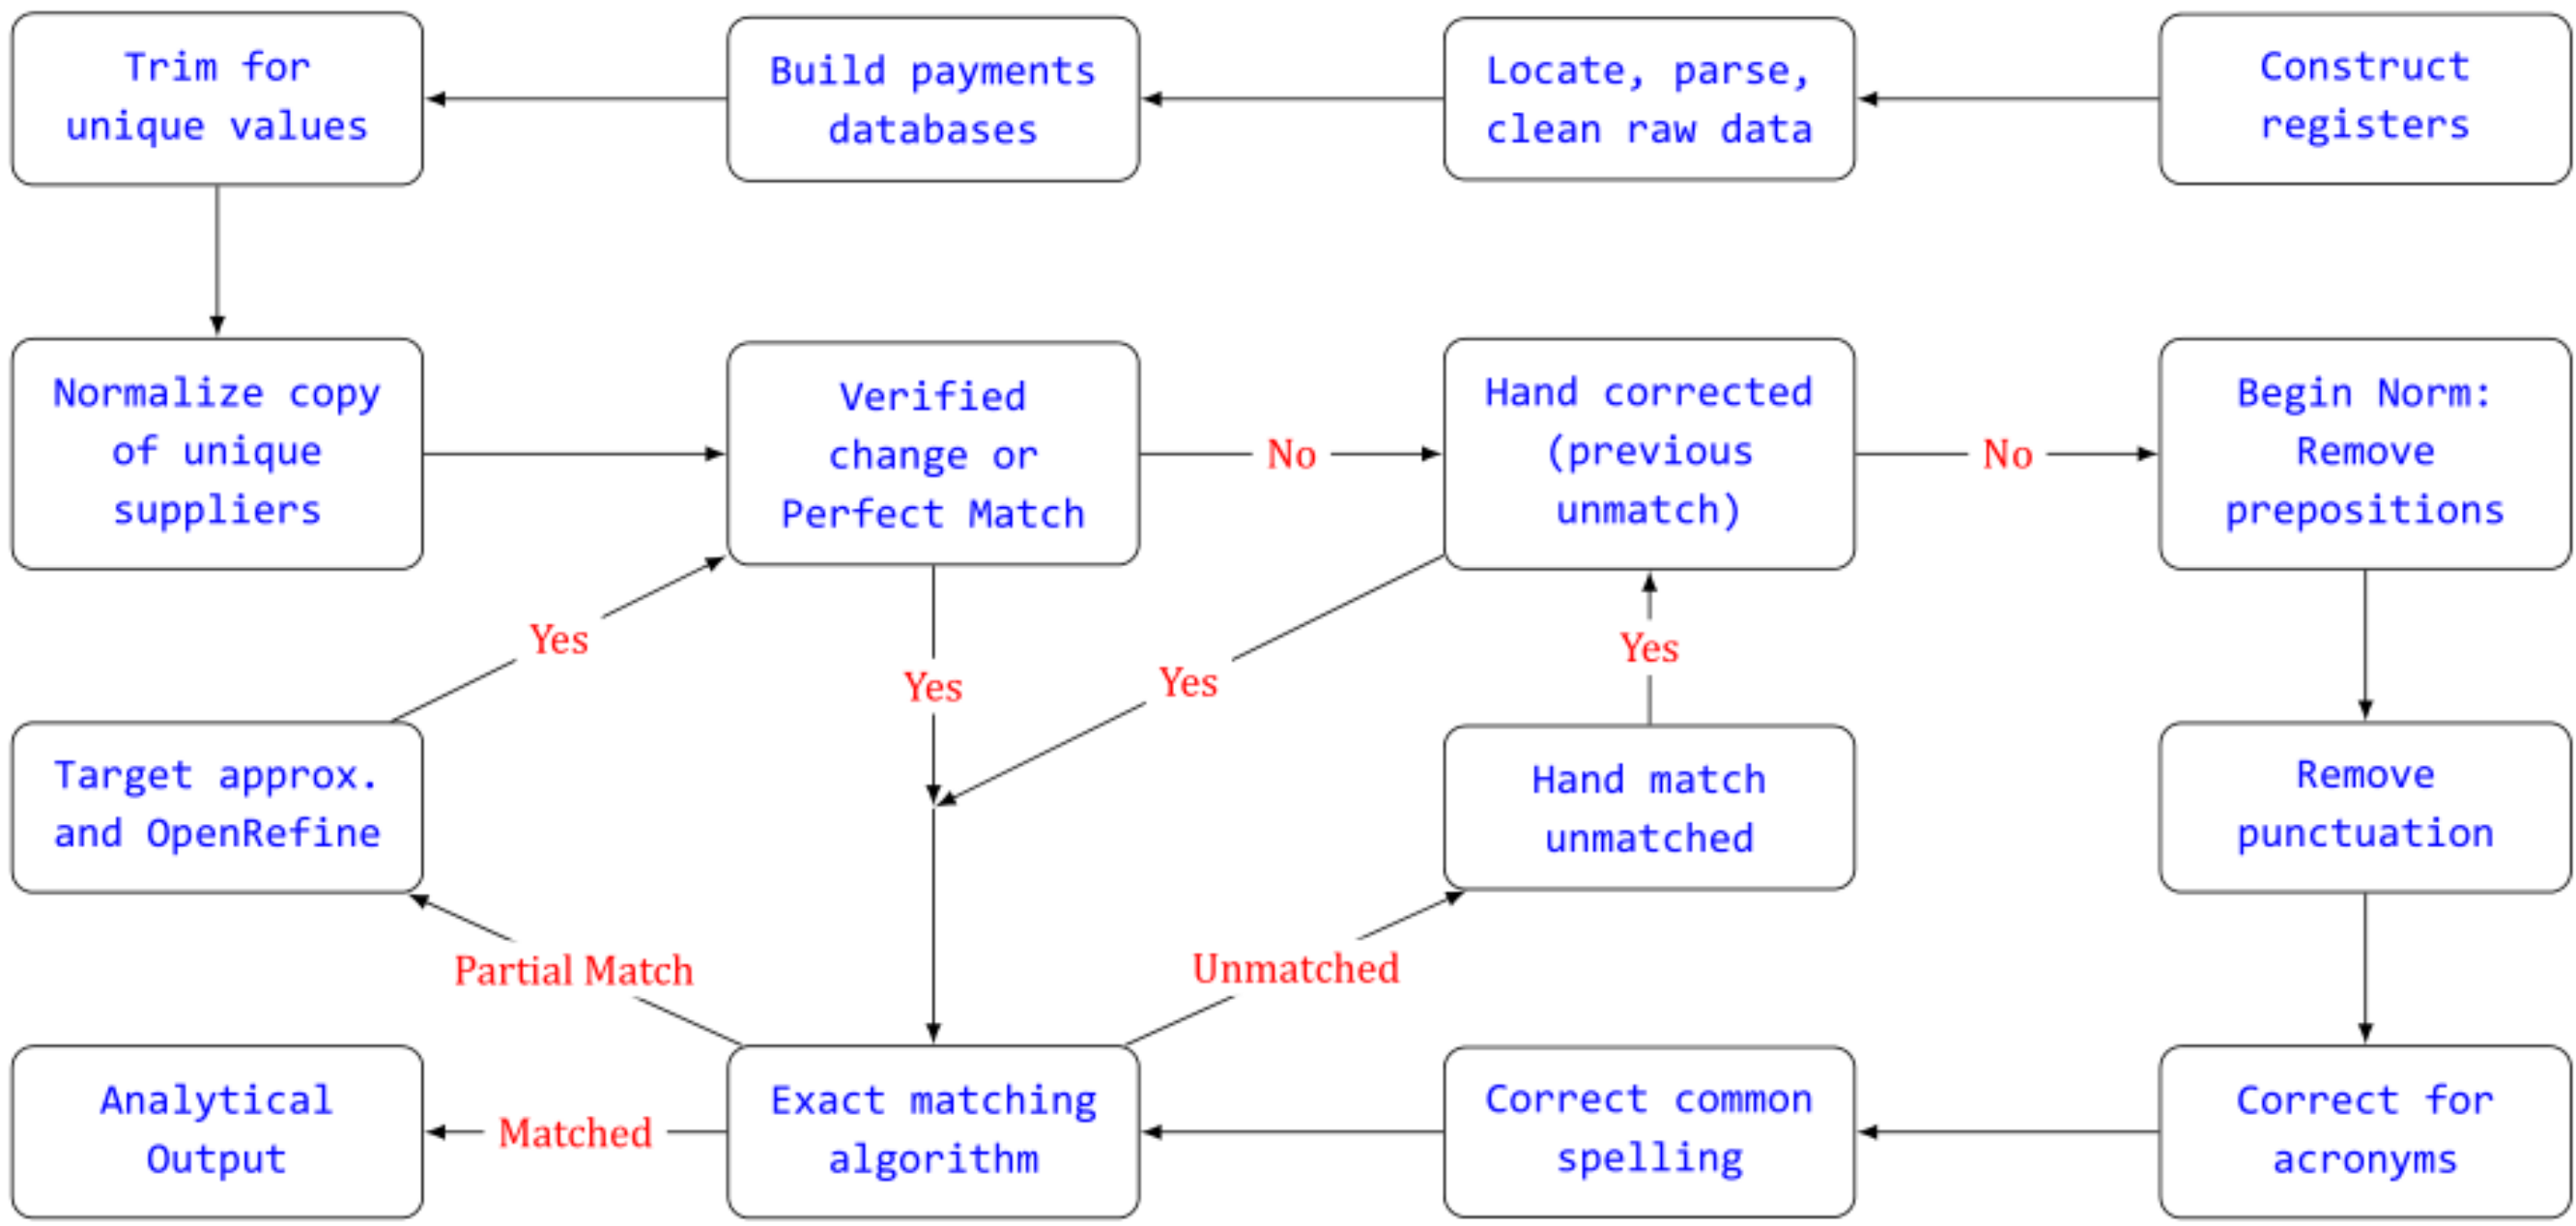 Trim for
unique values
Build payments
databases
Locate, parse,
clean raw data
Construct
registers
Normalize copy
of unique
suppliers
Verified
change or
Perfect Match
No
Hand corrected
(previous
unmatch)
No
Begin Norm:
Remove
prepositions
Yes
Yes
Yes
Yes
Target approx.
and OpenRefine
Hand match
unmatched
Remove
punctuation
Partial Match
Unmatched
Analytical
Output
Matched
Exact matching
algorithm
Correct common
spelling
Correct for
acronyms